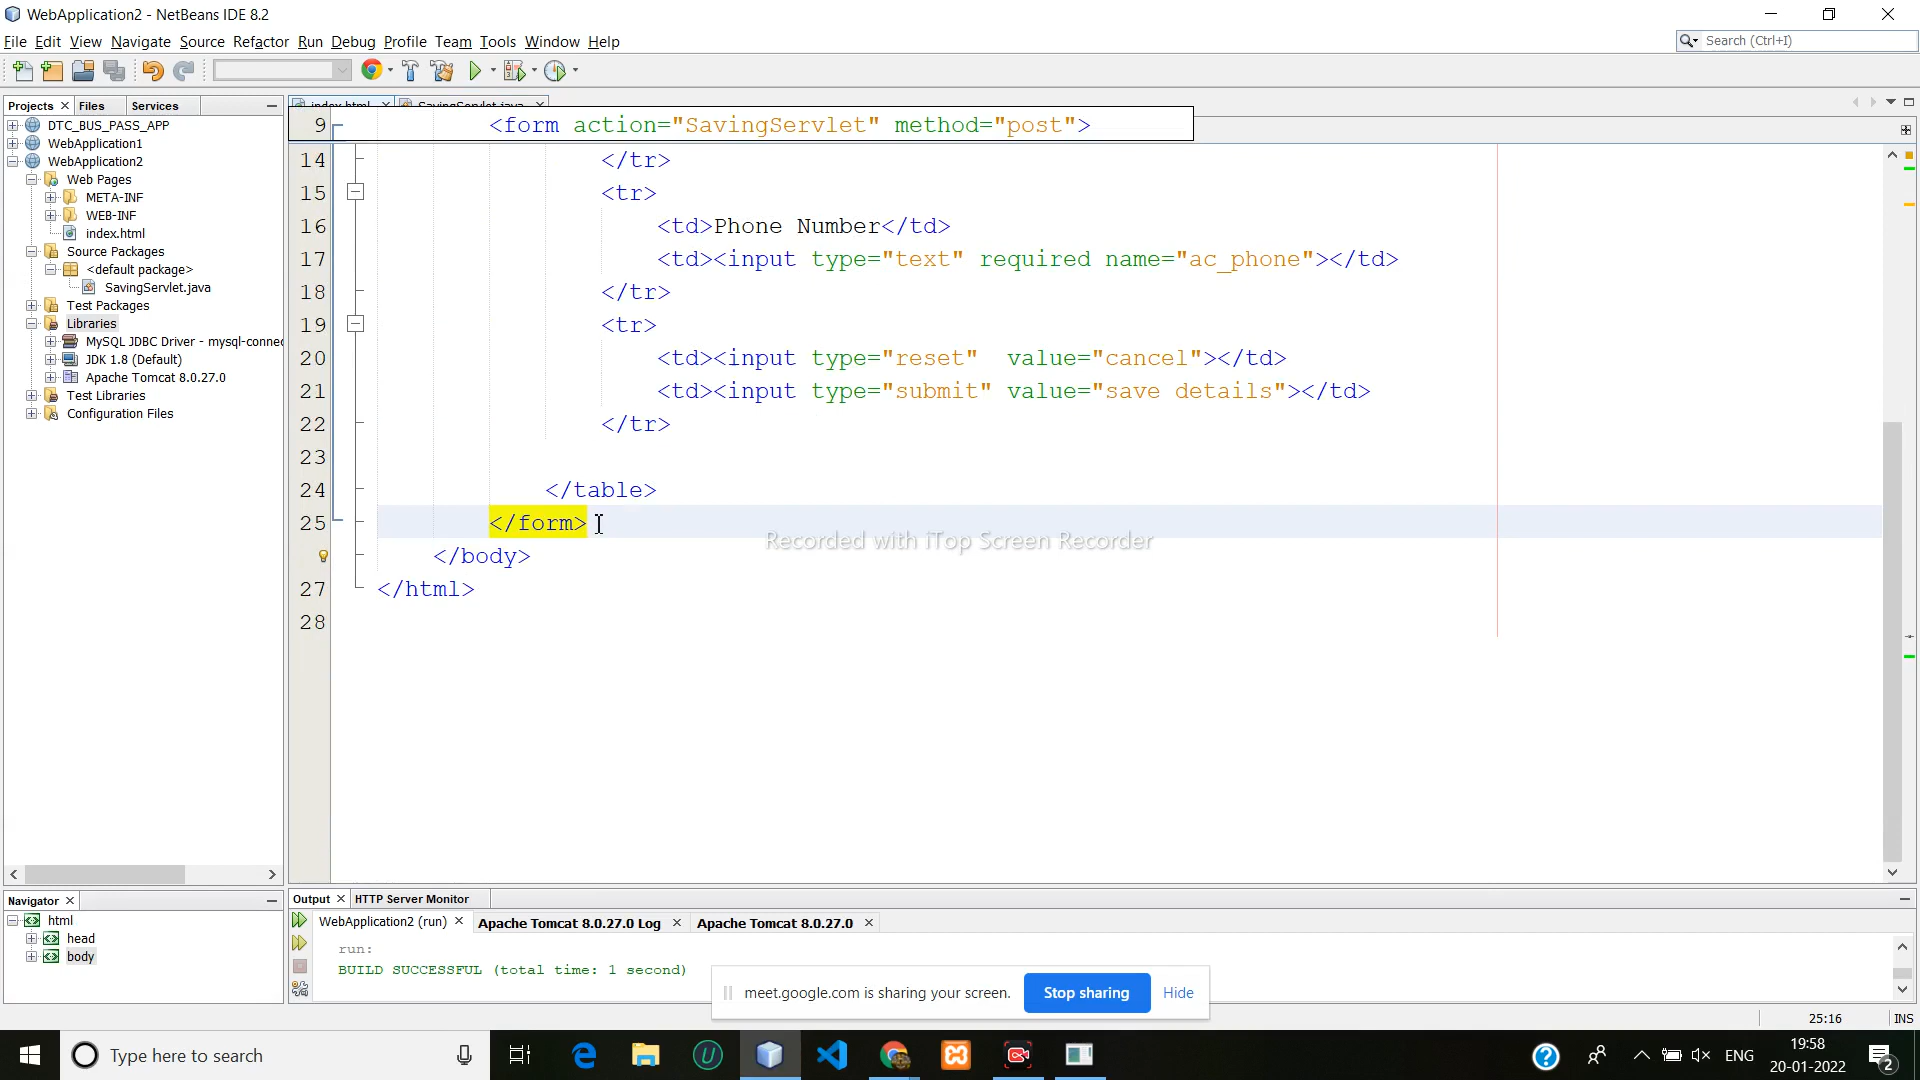 WebApplication2 - NetBeans IDE 8.2
File Edit View Navigate Source Refactor Run Debug Profile Team Tools Window Help
Search (Ctrl+I)
Projects Files Services
index.html SavingServlet.java
DTC_BUS_PASS_APP
WebApplication1
WebApplication2
Web Pages
META-INF
WEB-INF
index.html
Source Packages
<default package>
SavingServlet.java
Test Packages
Libraries
MySQL JDBC Driver - mysql-connec
JDK 1.8 (Default)
Apache Tomcat 8.0.27.0
Test Libraries
Configuration Files
9 <form action="SavingServlet" method="post">
14 </tr>
15 <tr>
16 <td>Phone Number</td>
17 <td><input type="text" required name="ac_phone"></td>
18 </tr>
19 <tr>
20 <td><input type="reset"  value="cancel"></td>
21 <td><input type="submit" value="save details"></td>
22 </tr>
23
24 </table>
25 </form>
</body>
27 </html>
28
Recorded with iTop Screen Recorder
Navigator
html
head
body
Output HTTP Server Monitor
WebApplication2 (run) Apache Tomcat 8.0.27.0 Log Apache Tomcat 8.0.27.0
run:
BUILD SUCCESSFUL (total time: 1 second)
meet.google.com is sharing your screen. Stop sharing Hide
25:16 INS
Type here to search
ENG
19:58
20-01-2022
2